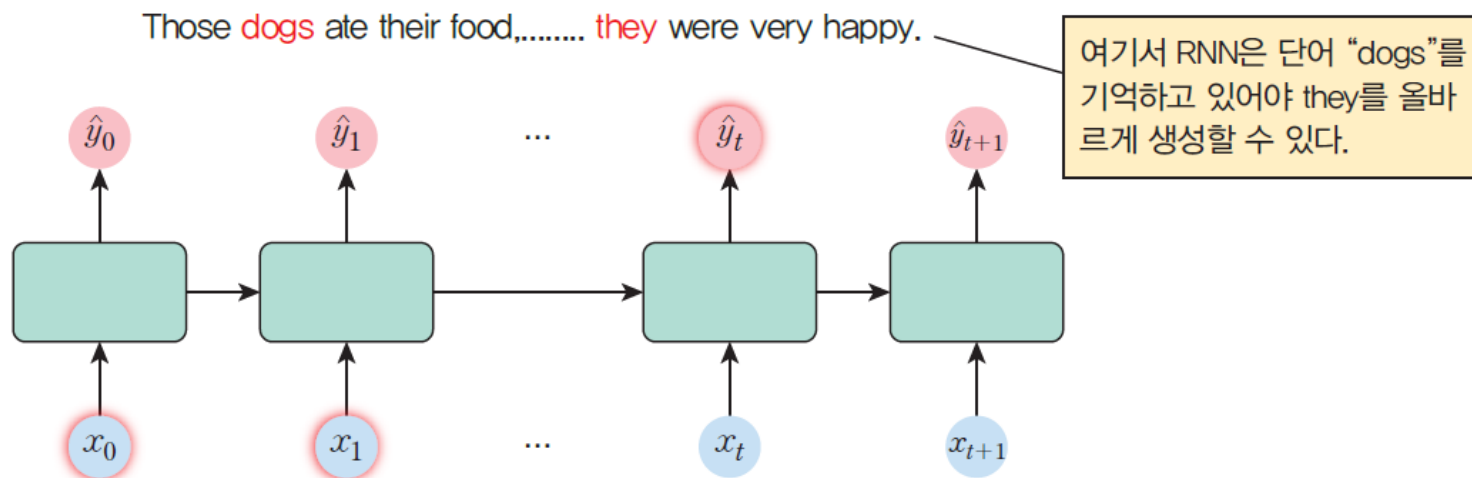 Those dogs ate their food,........ they were very happy.
여기서 RNN은 단어 “dogs”를
기억하고 있어야 they를 올바
르게 생성할 수 있다.
ŷ₀ ŷ₁ ... ŷₜ ŷₜ₊₁
x₀ x₁ ... xₜ xₜ₊₁